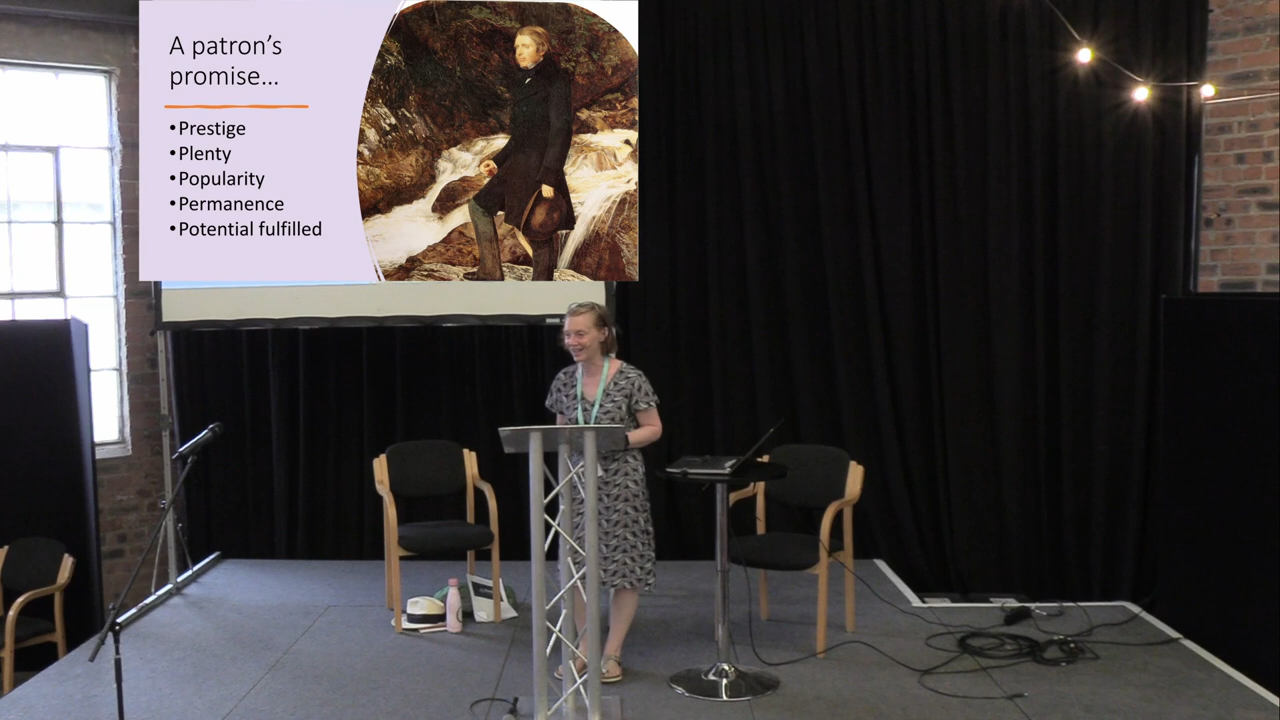 A patron's
promise...
•Prestige
•Plenty
•Popularity
•Permanence
•Potential fulfilled